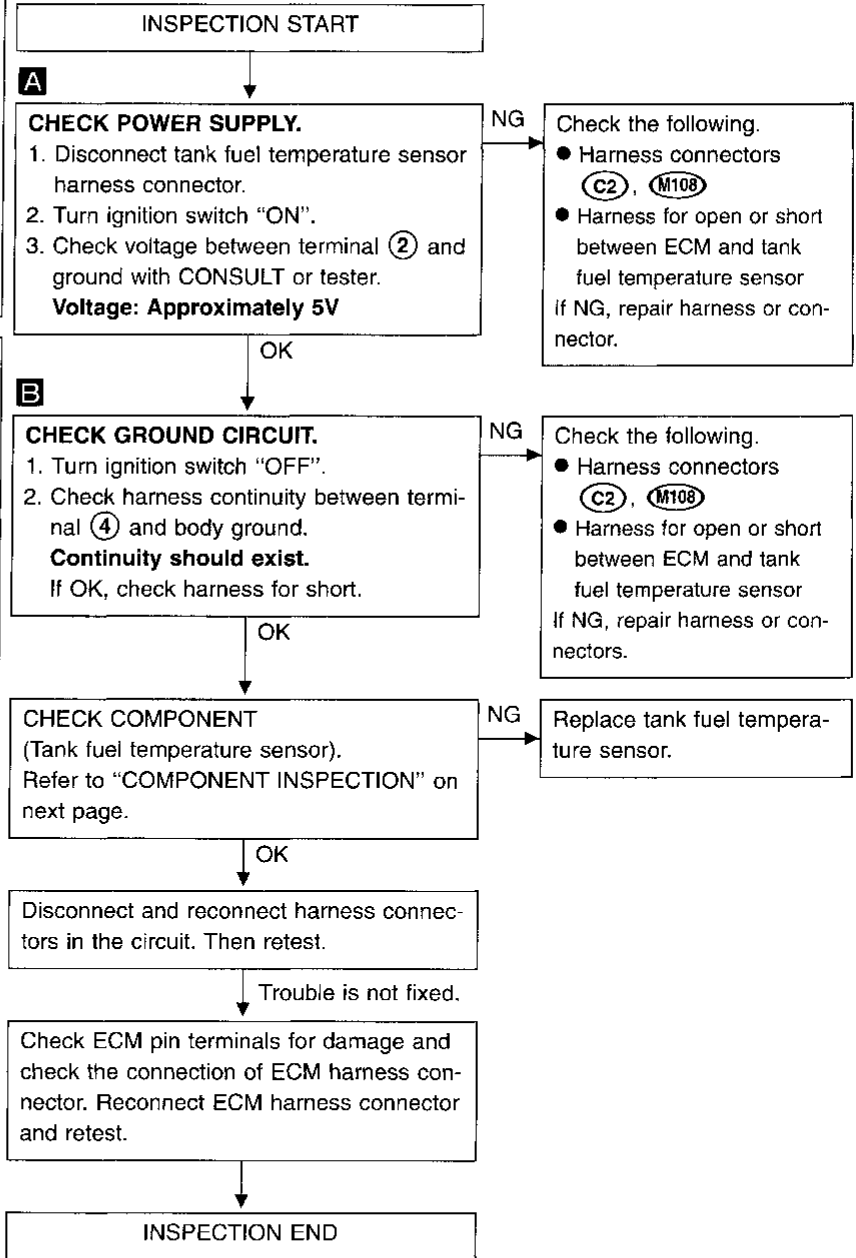 INSPECTION START
A
CHECK POWER SUPPLY.
1. Disconnect tank fuel temperature sensor
harness connector.
2. Turn ignition switch “ON”.
3. Check voltage between terminal ② and
ground with CONSULT or tester.
Voltage: Approximately 5V
NG
Check the following.
● Harness connectors
C2, M108
● Harness for open or short
between ECM and tank
fuel temperature sensor
If NG, repair harness or con-
nector.
OK
B
CHECK GROUND CIRCUIT.
1. Turn ignition switch “OFF”.
2. Check harness continuity between termi-
nal ④ and body ground.
Continuity should exist.
If OK, check harness for short.
NG
Check the following.
● Harness connectors
C2, M108
● Harness for open or short
between ECM and tank
fuel temperature sensor
If NG, repair harness or con-
nectors.
OK
CHECK COMPONENT
(Tank fuel temperature sensor).
Refer to “COMPONENT INSPECTION” on
next page.
NG
Replace tank fuel tempera-
ture sensor.
OK
Disconnect and reconnect harness connec-
tors in the circuit. Then retest.
Trouble is not fixed.
Check ECM pin terminals for damage and
check the connection of ECM harness con-
nector. Reconnect ECM harness connector
and retest.
INSPECTION END